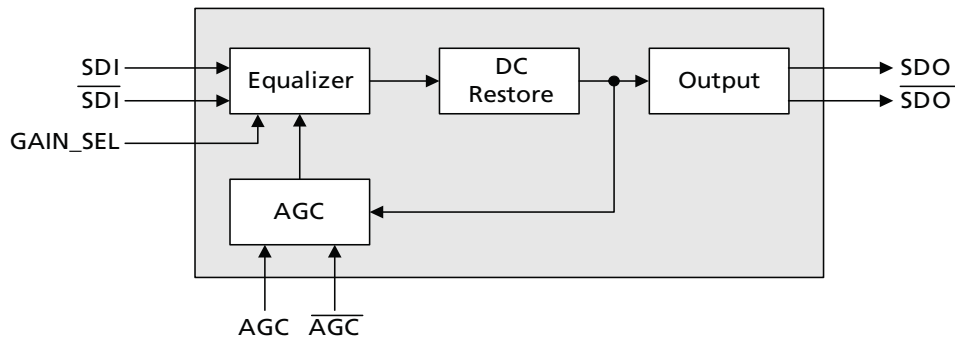 SDI
SDI
GAIN_SEL
Equalizer
DC
Restore
Output
SDO
SDO
AGC
AGC
AGC